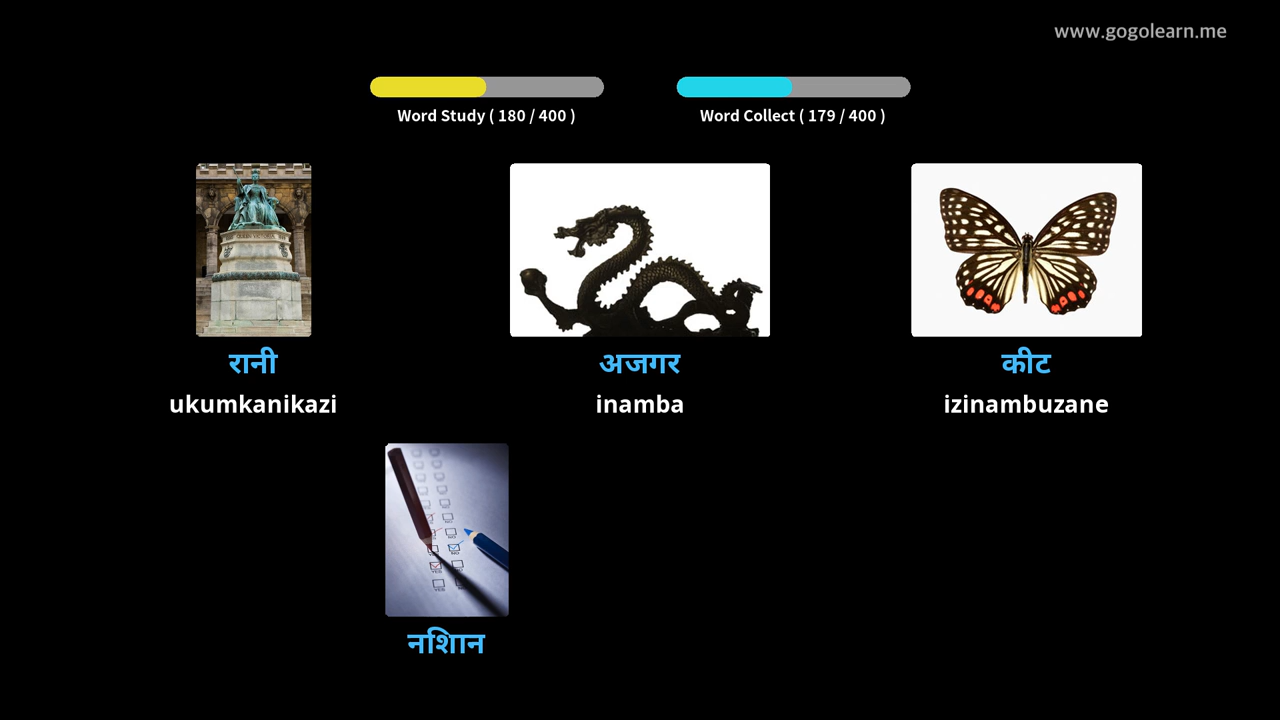 www.gogolearn.me
Word Study ( 180 / 400 )
Word Collect ( 179 / 400 )
रानी
अजगर
कीट
ukumkanikazi
inamba
izinambuzane
नशिान